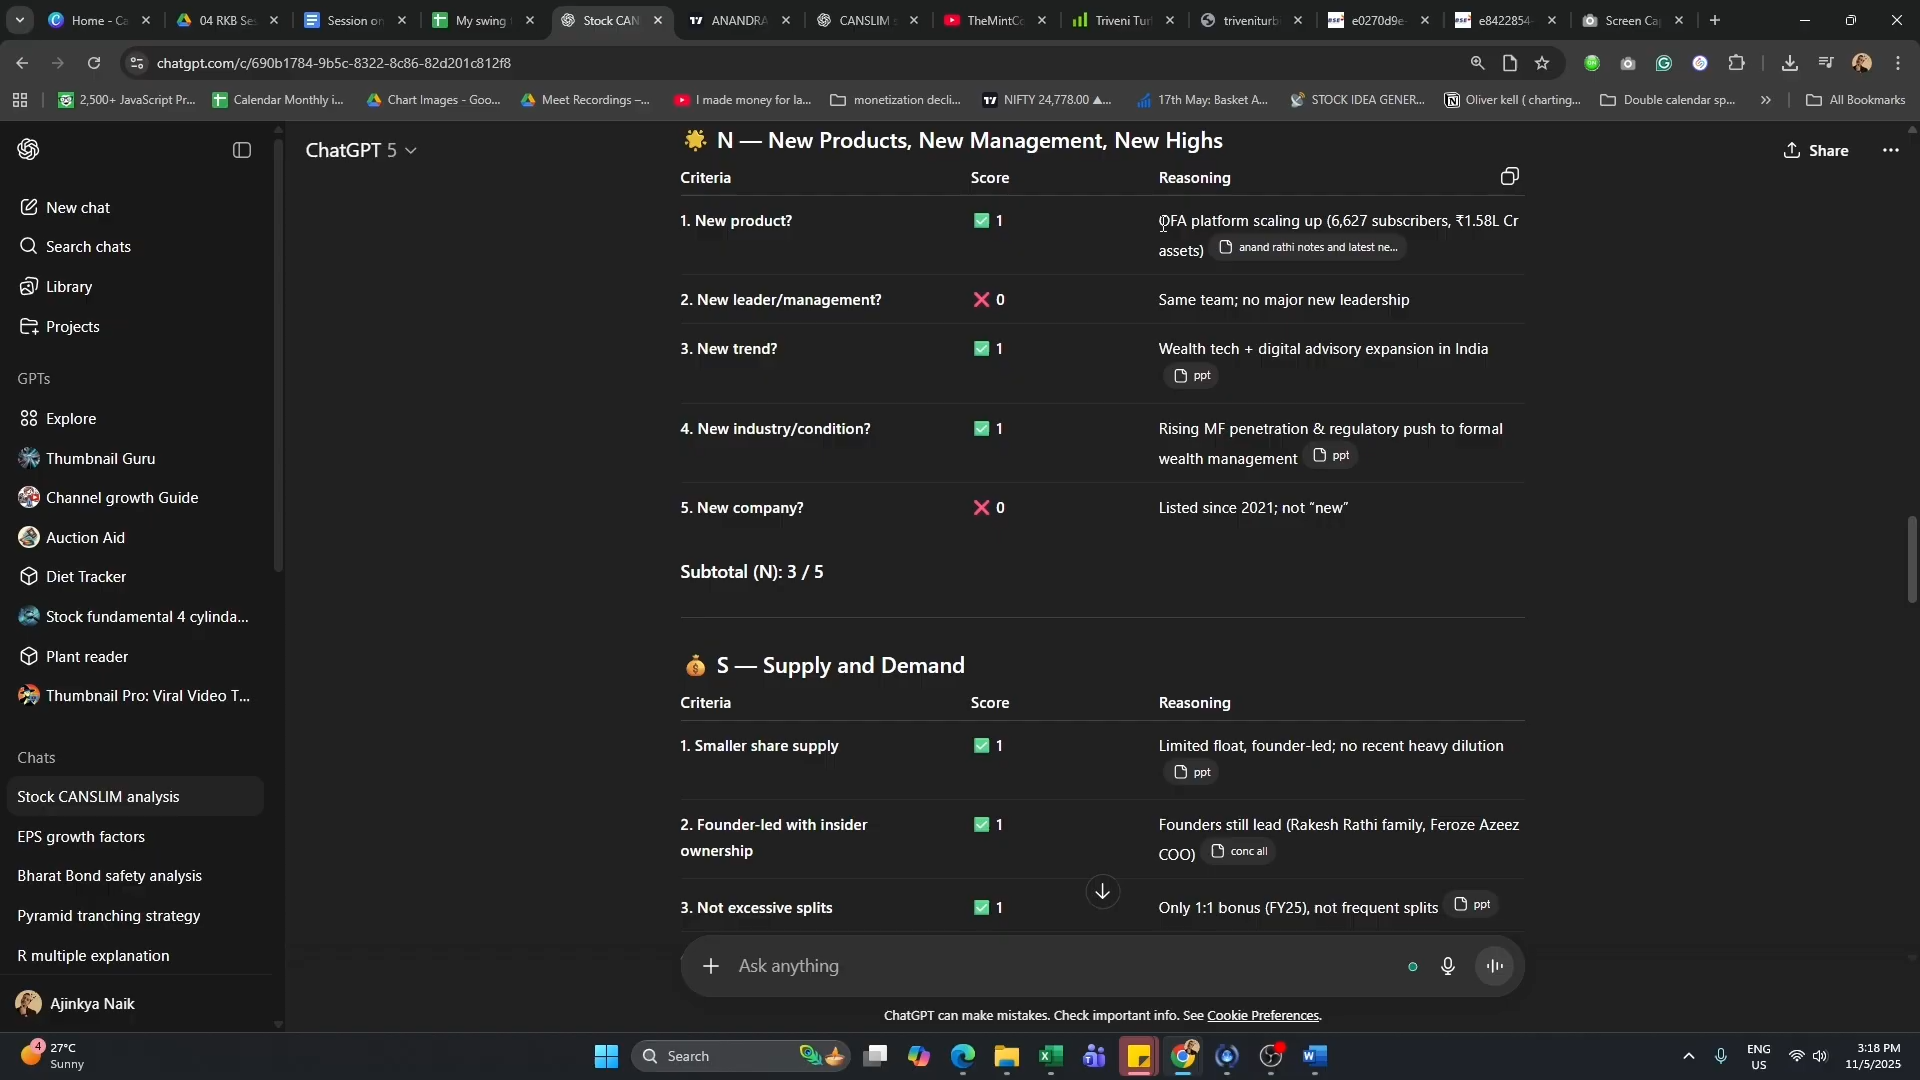 Home - Ca
04 RKB Ses
Session on
My swing
Stock CAN
ANANDRA
CANSLIM s
TheMintCo
Triveni Tur
triveniturbi
e0270d9e-
e8422854-
Screen Cap
chatgpt.com/c/690b1784-9b5c-8322-8c86-82d201c812f8
2,500+ JavaScript Pr...
Calendar Monthly i...
Chart Images - Goo...
Meet Recordings –...
I made money for la...
monetization decli...
NIFTY 24,778.00 ▲...
17th May: Basket A...
STOCK IDEA GENER...
Oliver kell ( charting...
Double calendar sp...
All Bookmarks
ChatGPT 5
Share
New chat
Search chats
Library
Projects
GPTs
Explore
Thumbnail Guru
Channel growth Guide
Auction Aid
Diet Tracker
Stock fundamental 4 cylinda...
Plant reader
Thumbnail Pro: Viral Video T...
Chats
Stock CANSLIM analysis
EPS growth factors
Bharat Bond safety analysis
Pyramid tranching strategy
R multiple explanation
Ajinkya Naik
N — New Products, New Management, New Highs
Criteria Score Reasoning
1. New product? ✅ 1 OFA platform scaling up (6,627 subscribers, ₹1.58L Cr
assets) anand rathi notes and latest ne...
2. New leader/management? ❌ 0 Same team; no major new leadership
3. New trend? ✅ 1 Wealth tech + digital advisory expansion in India
ppt
4. New industry/condition? ✅ 1 Rising MF penetration & regulatory push to formal
wealth management ppt
5. New company? ❌ 0 Listed since 2021; not “new”
Subtotal (N): 3 / 5
S — Supply and Demand
Criteria Score Reasoning
1. Smaller share supply ✅ 1 Limited float, founder-led; no recent heavy dilution
ppt
2. Founder-led with insider ✅ 1 Founders still lead (Rakesh Rathi family, Feroze Azeez
ownership COO) conc all
3. Not excessive splits ✅ 1 Only 1:1 bonus (FY25), not frequent splits ppt
Ask anything
ChatGPT can make mistakes. Check important info. See Cookie Preferences.
4
27°C
Sunny
Search
ENG
US
3:18 PM
11/5/2025